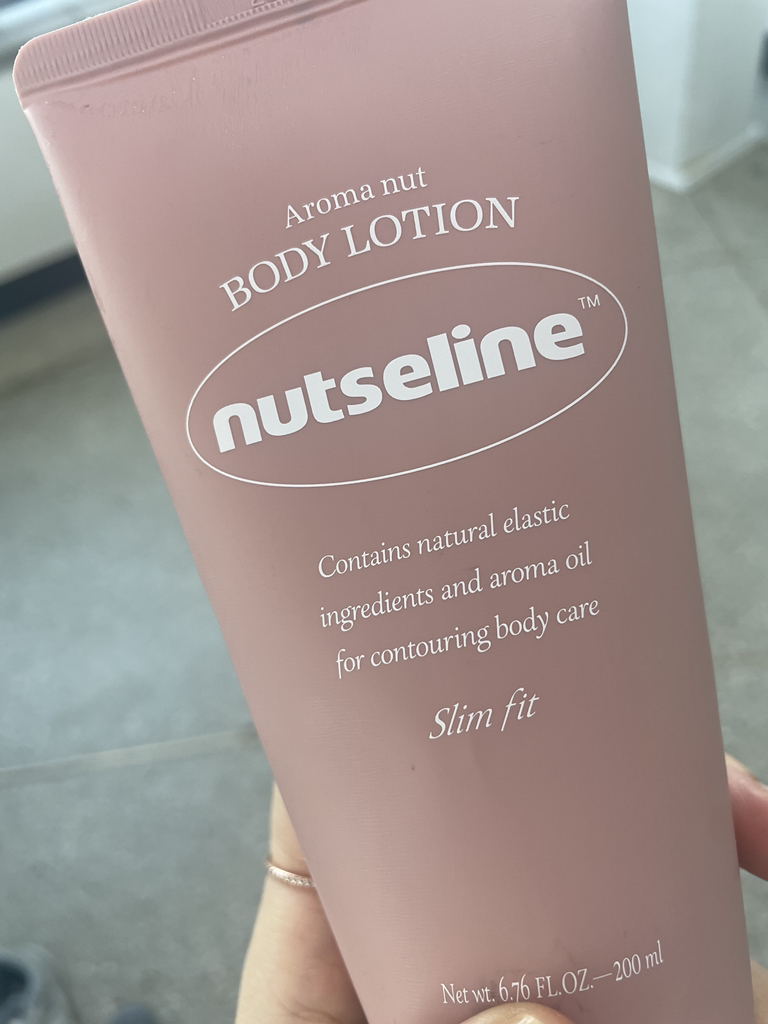 Aroma nut
BODY LOTION
nutseline™
Contains natural elastic
ingredients and aroma oil
for contouring body care
Slim fit
Net wt. 6.76 FL.OZ.—200 ml